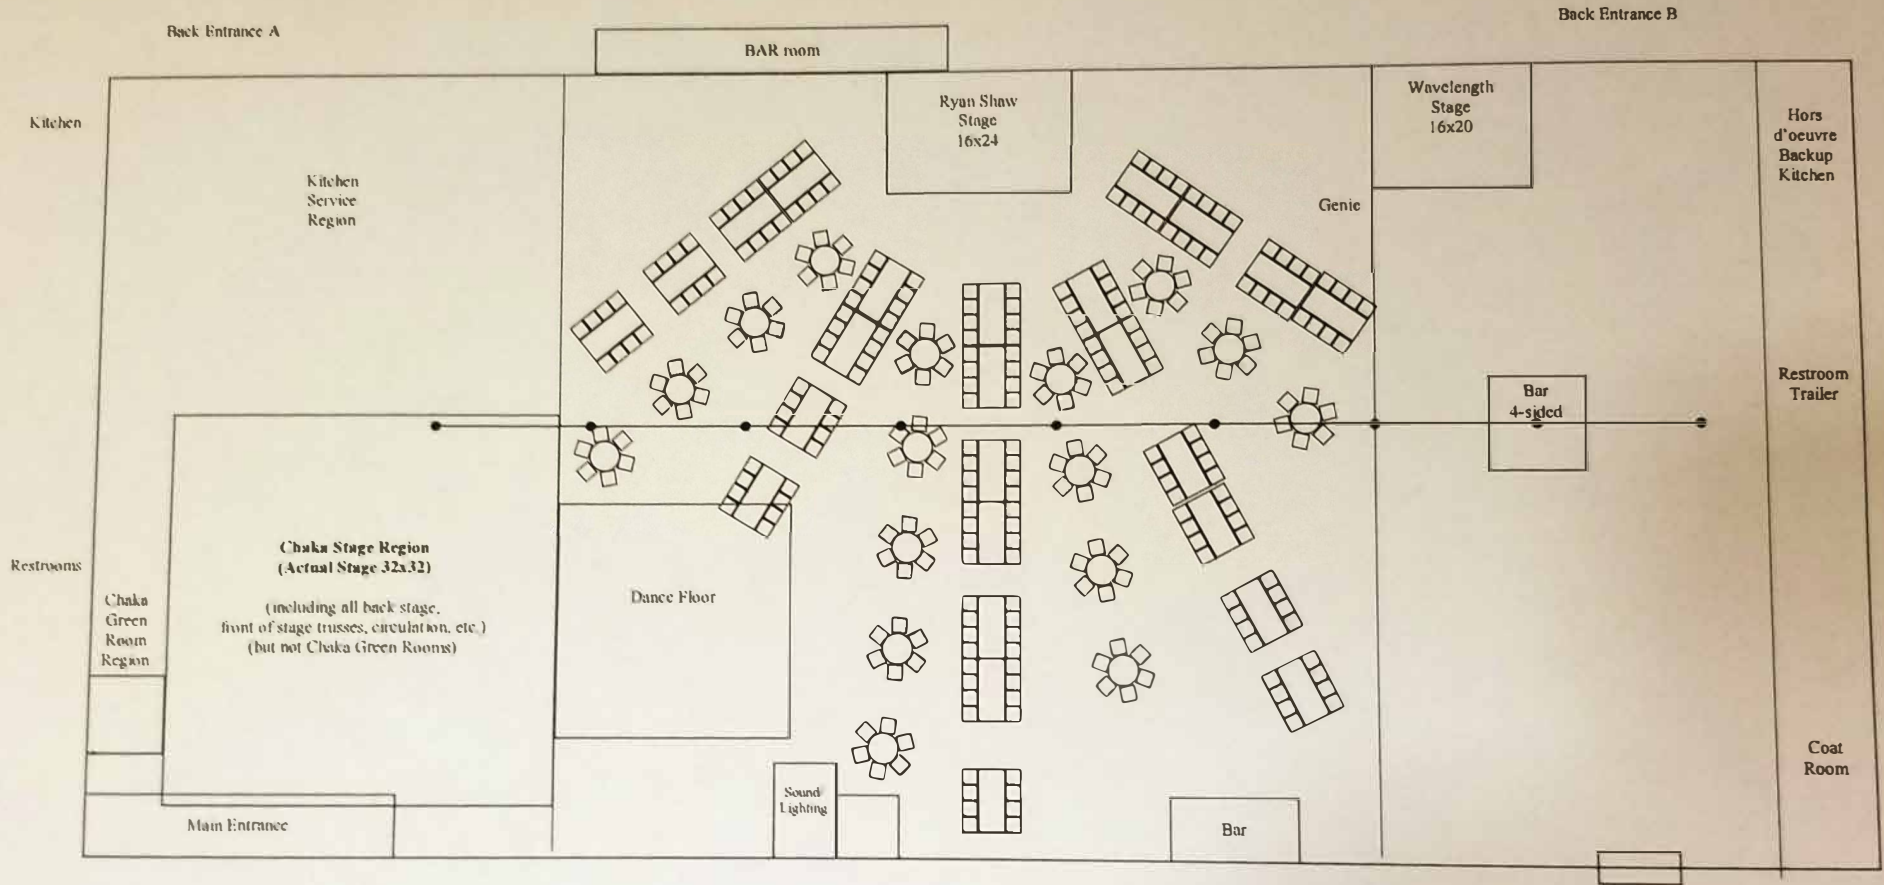 Back Entrance A
Back Entrance B
BAR room
Kitchen
Ryan Shaw
Stage
16x24
Wavelength
Stage
16x20
Hors
d'oeuvre
Backup
Kitchen
Kitchen
Service
Region
Genie
Restroom
Trailer
Bar
4-sided
Restrooms
Chaka Stage Region
(Actual Stage 32x32)
(including all back stage,
front of stage trusses, circulation, etc.)
(but not Chaka Green Rooms)
Chaka
Green
Room
Region
Dance Floor
Coat
Room
Sound
Lighting
Main Entrance
Bar